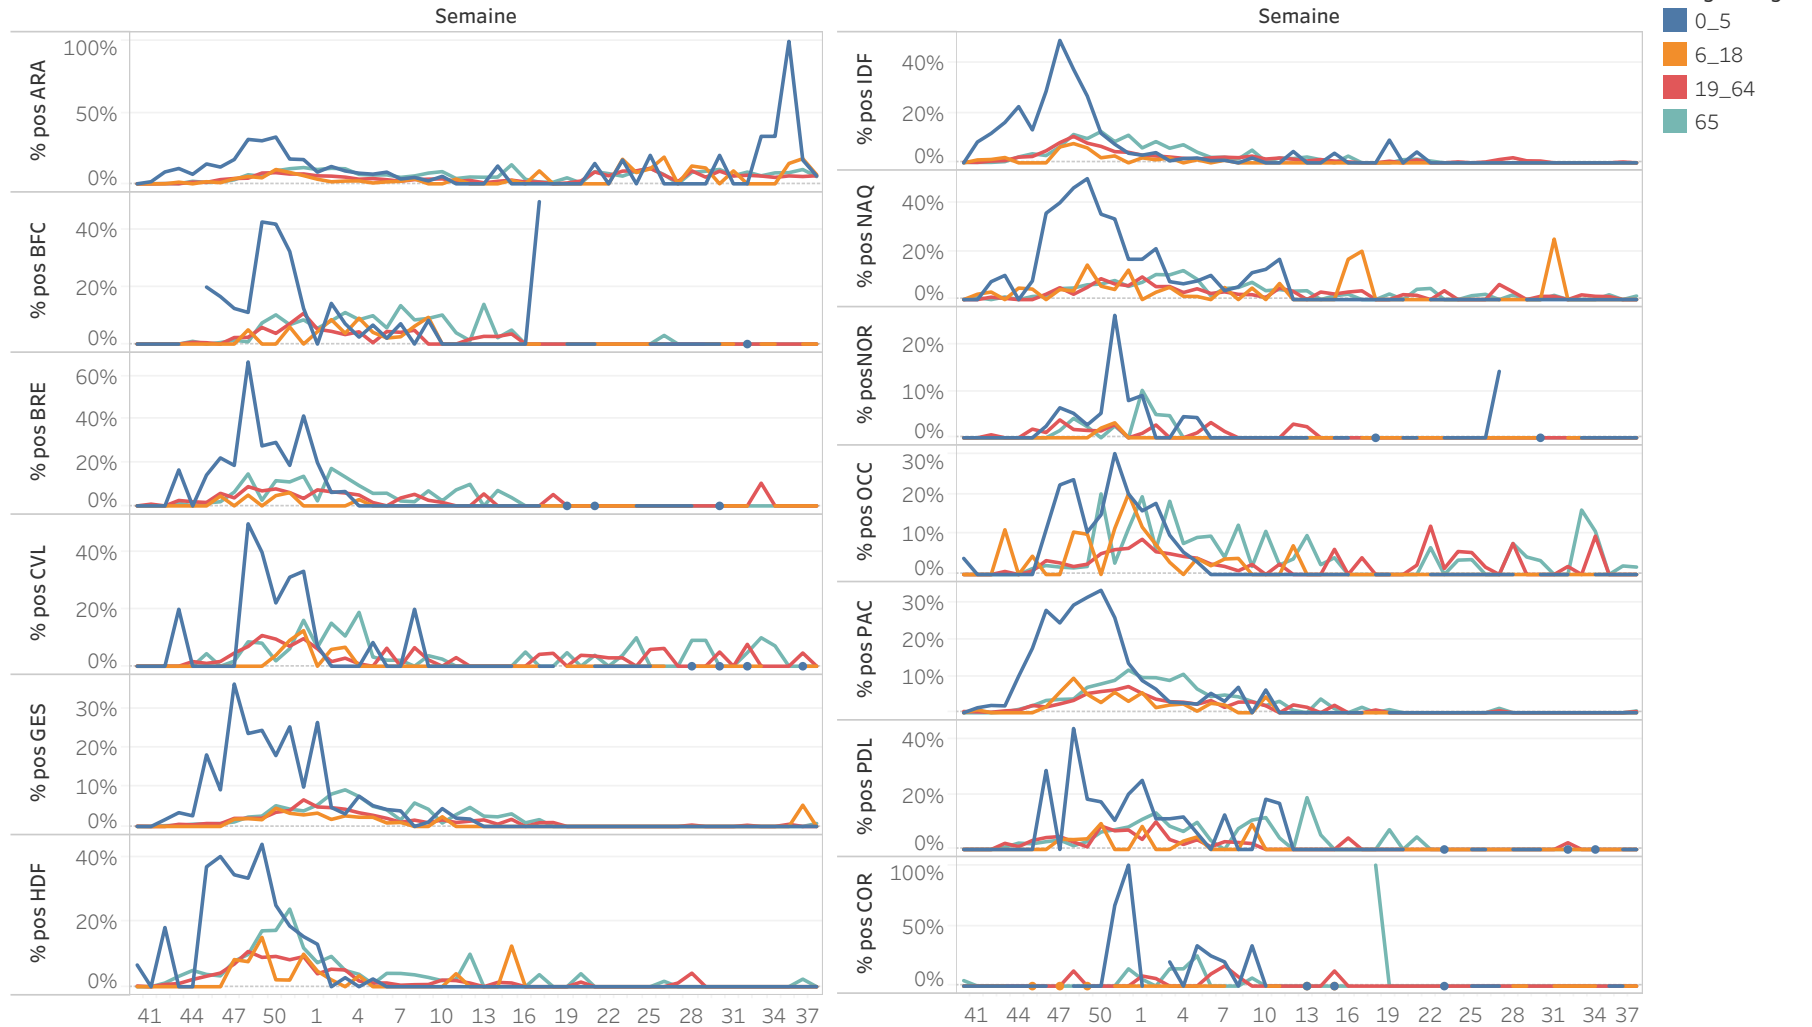 Semaine
% pos ARA
100%
50%
0%
% pos BFC
40%
20%
0%
% pos BRE
60%
40%
20%
0%
% pos CVL
40%
20%
0%
% pos GES
30%
20%
10%
0%
% pos HDF
40%
20%
0%
41 44 47 50 1 4 7 10 13 16 19 22 25 28 31 34 37
Semaine
% pos IDF
40%
20%
0%
% pos NAQ
40%
20%
0%
% posNOR
20%
10%
0%
% pos OCC
30%
20%
10%
0%
% pos PAC
30%
20%
10%
% pos PDL
40%
20%
0%
% pos COR
100%
50%
0%
41 44 47 50 1 4 7 10 13 16 19 22 25 28 31 34 37
0_5
6_18
19_64
65